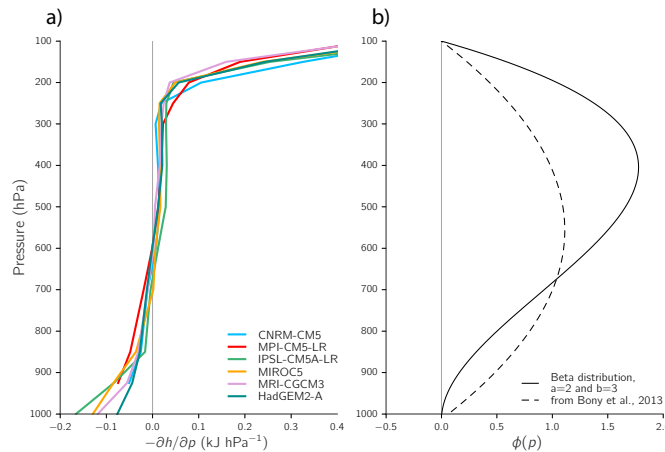 a)
100
200
300
400
500
600
700
800
900
1000
Pressure (hPa)
−0.2
−0.1
0.0
0.1
0.2
0.3
0.4
−∂h/∂p (kJ hPa⁻¹)
CNRM-CM5
MPI-CM5-LR
IPSL-CM5A-LR
MIROC5
MRI-CGCM3
HadGEM2-A
b)
100
200
300
400
500
600
700
800
900
1000
−0.5
0.0
0.5
1.0
1.5
2.0
ϕ(p)
Beta distribution,
a=2 and b=3
from Bony et al., 2013